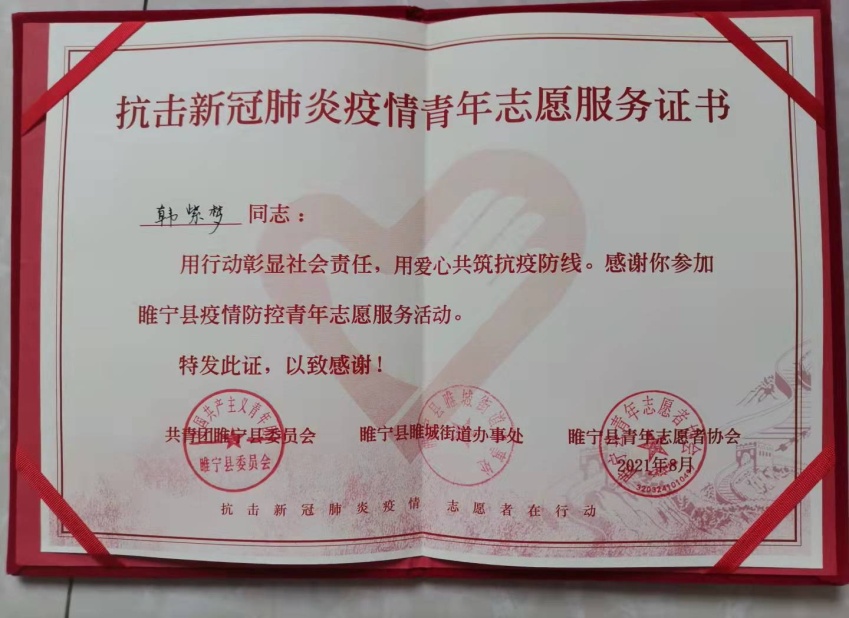 抗击新冠肺炎疫情青年志愿服务证书
韩紫梦 同志：
用行动彰显社会责任，用爱心共筑抗疫防线。感谢你参加
睢宁县疫情防控青年志愿服务活动。
特发此证，以致感谢！
共青团睢宁县委员会 睢宁县睢城街道办事处 睢宁县青年志愿者协会
睢宁县委员会
2021年8月
抗击新冠肺炎疫情 志愿者在行动